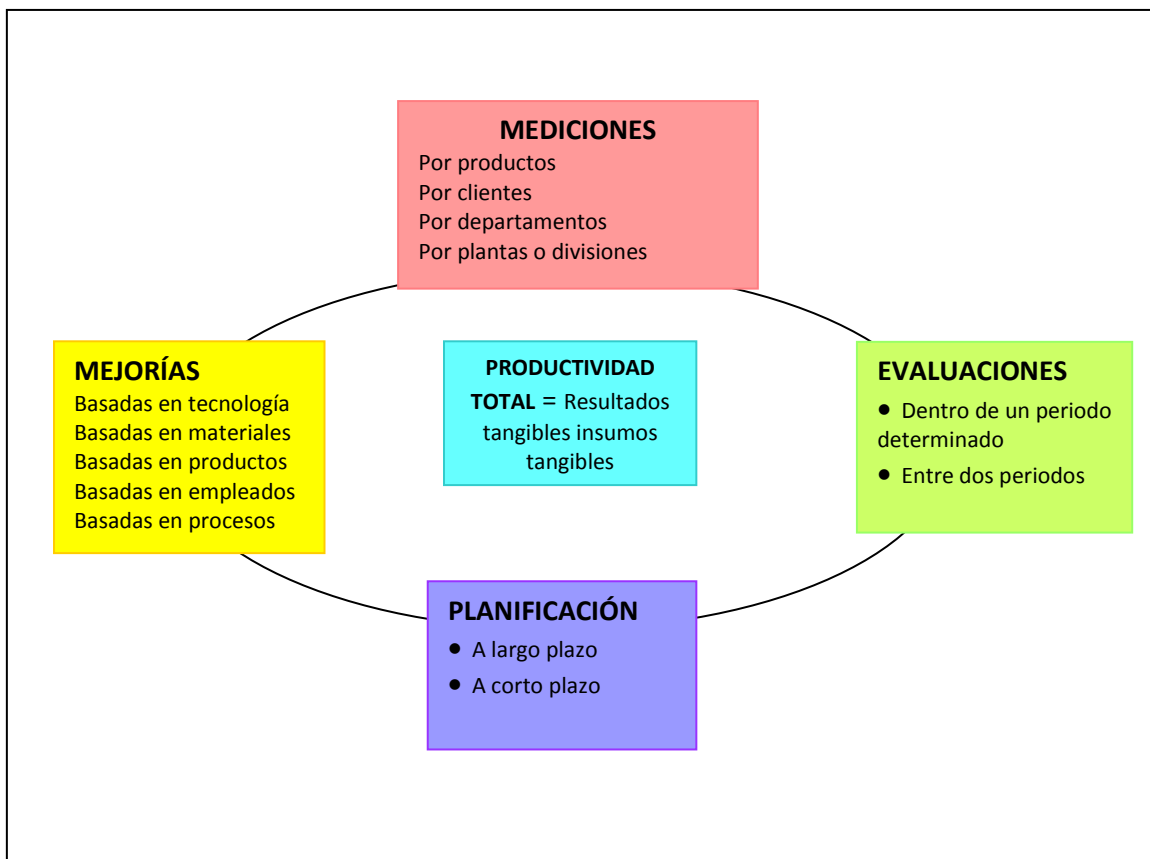 MEDICIONES
Por productos
Por clientes
Por departamentos
Por plantas o divisiones
MEJORÍAS
Basadas en tecnología
Basadas en materiales
Basadas en productos
Basadas en empleados
Basadas en procesos
PRODUCTIVIDAD
TOTAL = Resultados
tangibles insumos
tangibles
EVALUACIONES
• Dentro de un periodo
determinado
• Entre dos periodos
PLANIFICACIÓN
• A largo plazo
• A corto plazo